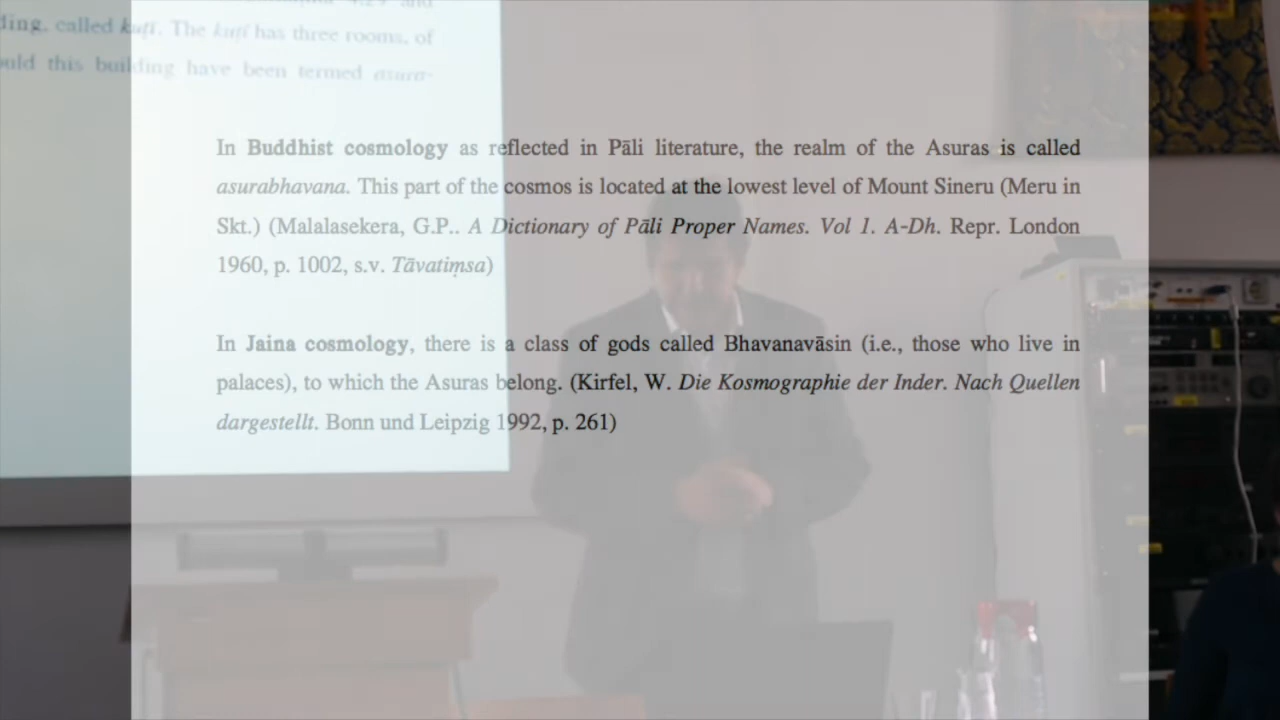 ding, called kuṭī. The kuṭī has three rooms, of
uld this building have been termed asura-
In Buddhist cosmology as reflected in Pāli literature, the realm of the Asuras is called
asurabhavana. This part of the cosmos is located at the lowest level of Mount Sineru (Meru in
Skt.) (Malalasekera, G.P.. A Dictionary of Pāli Proper Names. Vol 1. A-Dh. Repr. London
1960, p. 1002, s.v. Tāvatiṃsa)
In Jaina cosmology, there is a class of gods called Bhavanavāsin (i.e., those who live in
palaces), to which the Asuras belong. (Kirfel, W. Die Kosmographie der Inder. Nach Quellen
dargestellt. Bonn und Leipzig 1992, p. 261)